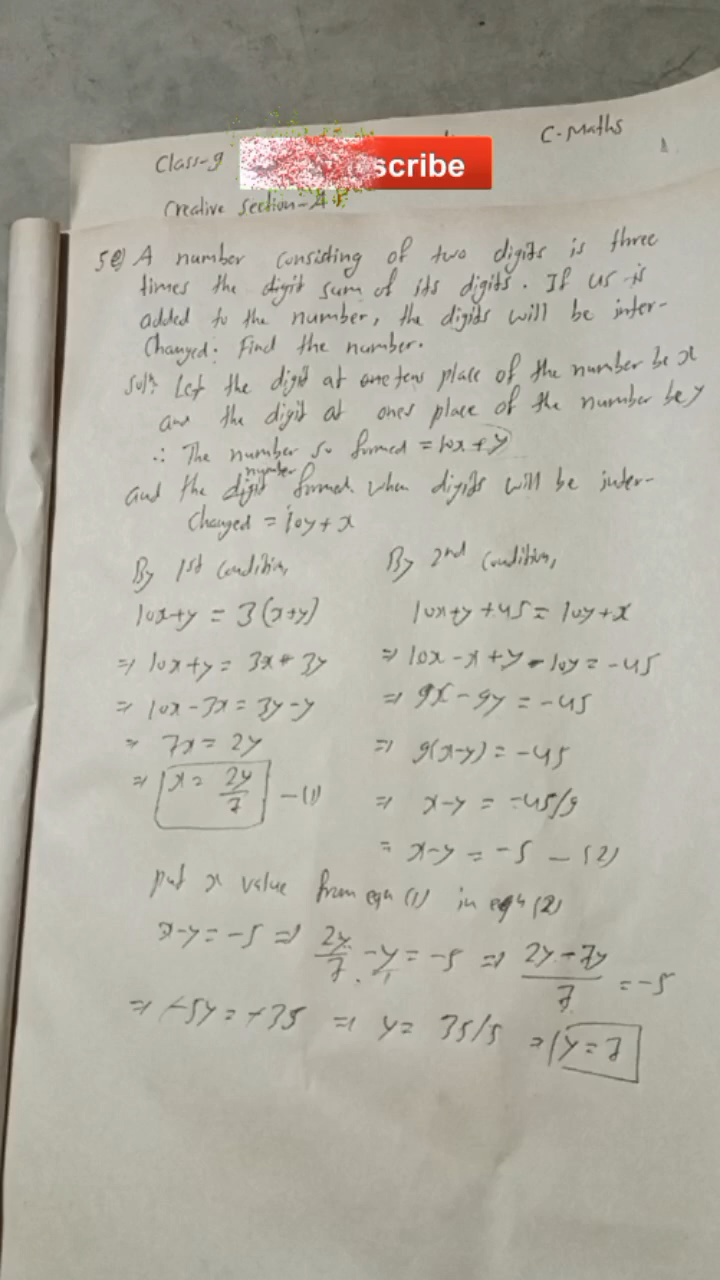 Class-9
C. Maths
scribe
Creative Section-A
5e) A number consisting of two digits is three
times the digit sum of its digits. If 45 is
added to the number, the digits will be inter-
changed. Find the number.
Solⁿ: Let the digit at tens place of the number be x
and the digit at ones place of the number be y
∴ The number so formed = 10x+y
number
and the digit formed when digits will be inter-
changed = 10y+x
By 1st condition,
10x+y = 3(x+y)
⇒ 10x+y = 3x+3y
⇒ 10x-3x = 3y-y
⇒ 7x = 2y
⇒ x = 2y/7 -(1)
By 2nd condition,
10x+y+45 = 10y+x
⇒ 10x-x+y-10y = -45
⇒ 9x-9y = -45
⇒ 9(x-y) = -45
⇒ x-y = -45/9
= x-y = -5 -(2)
put x value from eqn (1) in eqn (2)
x-y = -5 ⇒ 2y/7 - y/1 = -5 ⇒ (2y-7y)/7 = -5
⇒ +5y = +35 ⇒ y = 35/5 ⇒ y = 7